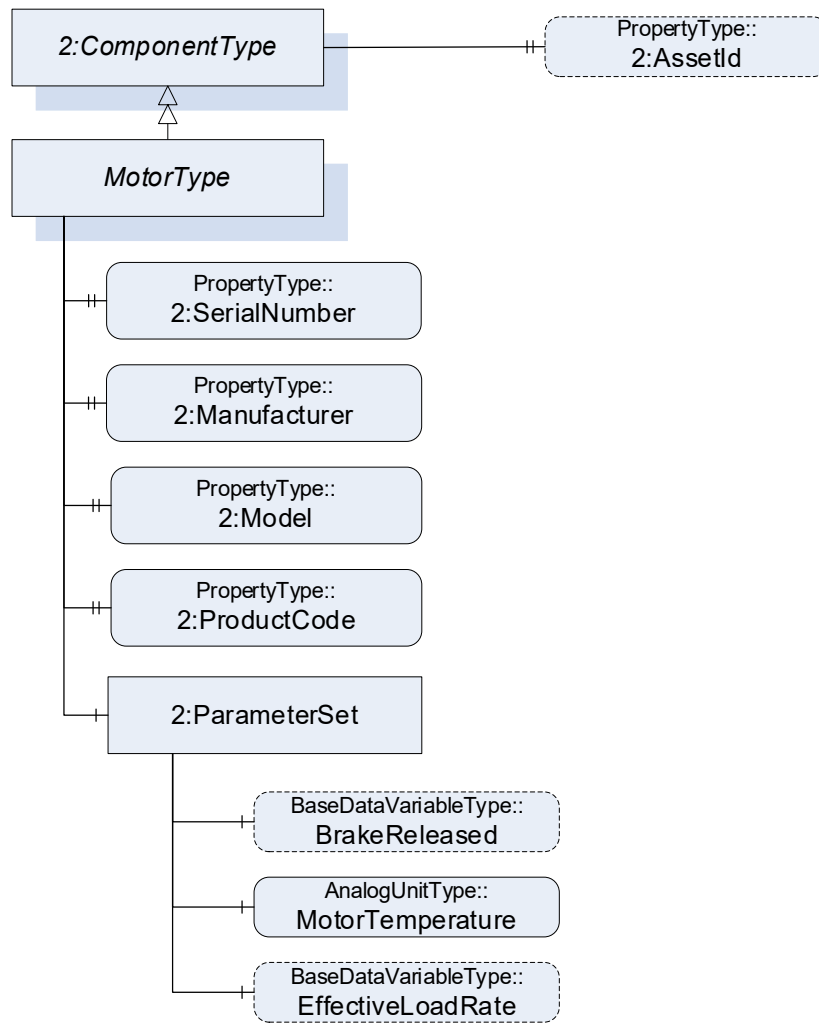 2:ComponentType
PropertyType::
2:AssetId
MotorType
PropertyType::
2:SerialNumber
PropertyType::
2:Manufacturer
PropertyType::
2:Model
PropertyType::
2:ProductCode
2:ParameterSet
BaseDataVariableType::
BrakeReleased
AnalogUnitType::
MotorTemperature
BaseDataVariableType::
EffectiveLoadRate